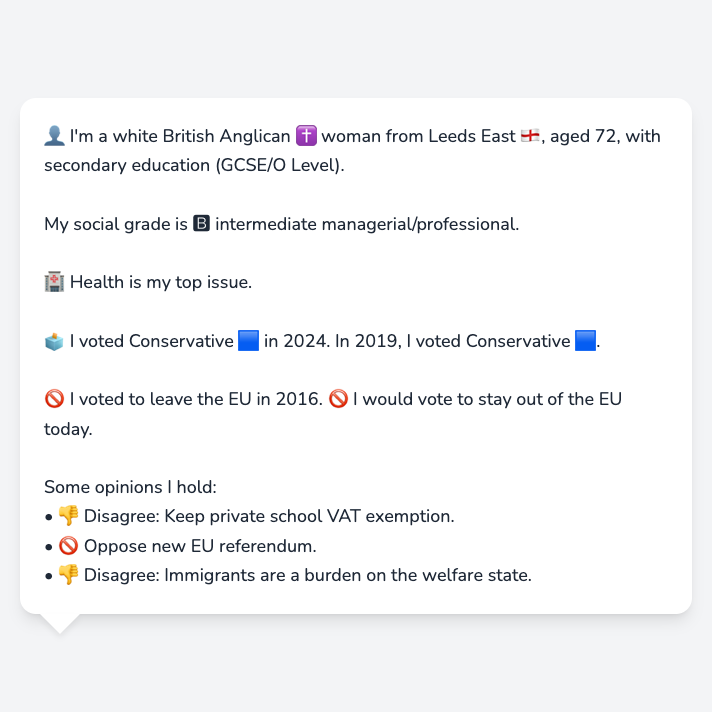 👤 I'm a white British Anglican ✝️ woman from Leeds East 🏴󠁧󠁢󠁥󠁮󠁧󠁿, aged 72, with
secondary education (GCSE/O Level).
My social grade is 🅱 intermediate managerial/professional.
🏥 Health is my top issue.
🗳️ I voted Conservative 🟦 in 2024. In 2019, I voted Conservative 🟦.
🚫 I voted to leave the EU in 2016. 🚫 I would vote to stay out of the EU
today.
Some opinions I hold:
• 👎 Disagree: Keep private school VAT exemption.
• 🚫 Oppose new EU referendum.
• 👎 Disagree: Immigrants are a burden on the welfare state.